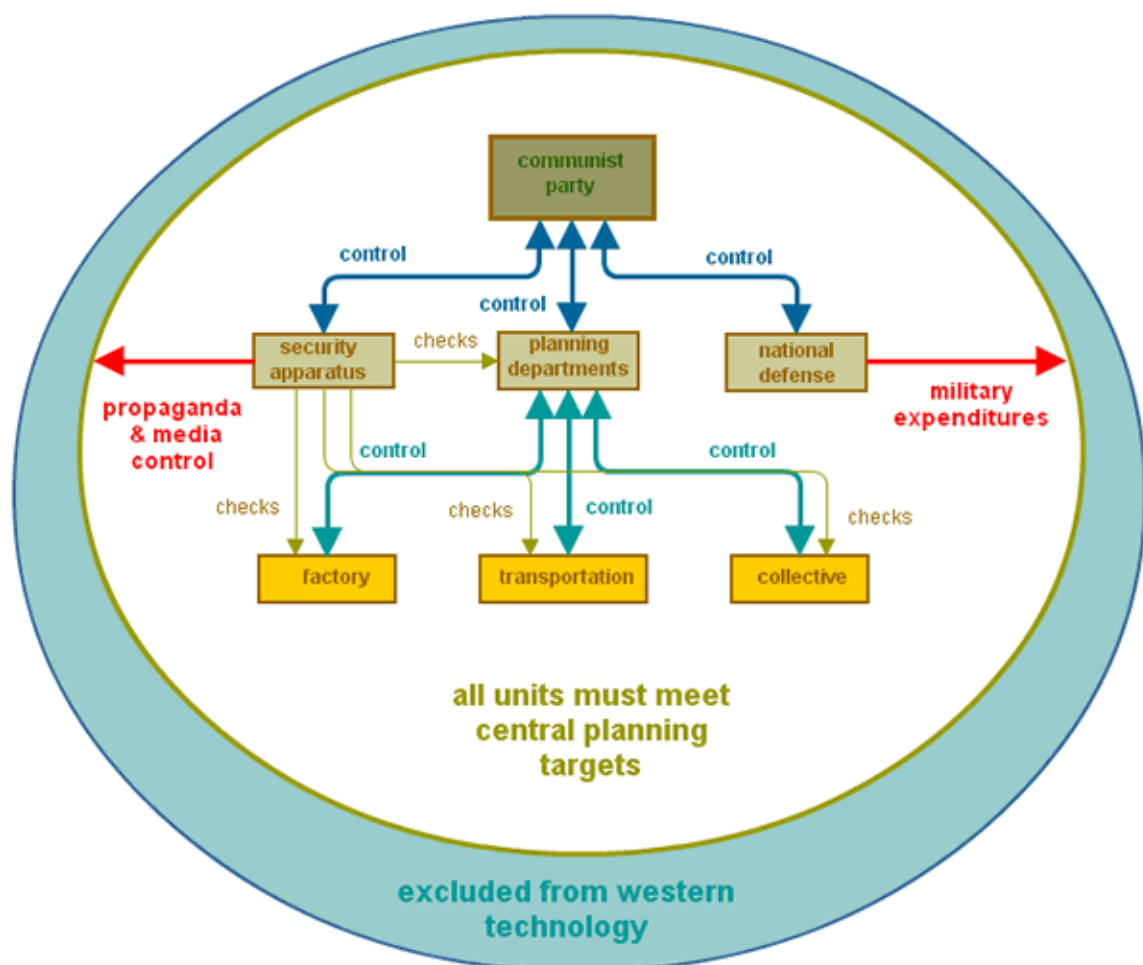 communist
party
control
control
control
security
apparatus
checks
planning
departments
national
defense
propaganda
& media
control
military
expenditures
control
control
control
checks
checks
checks
factory
transportation
collective
all units must meet
central planning
targets
excluded from western
technology